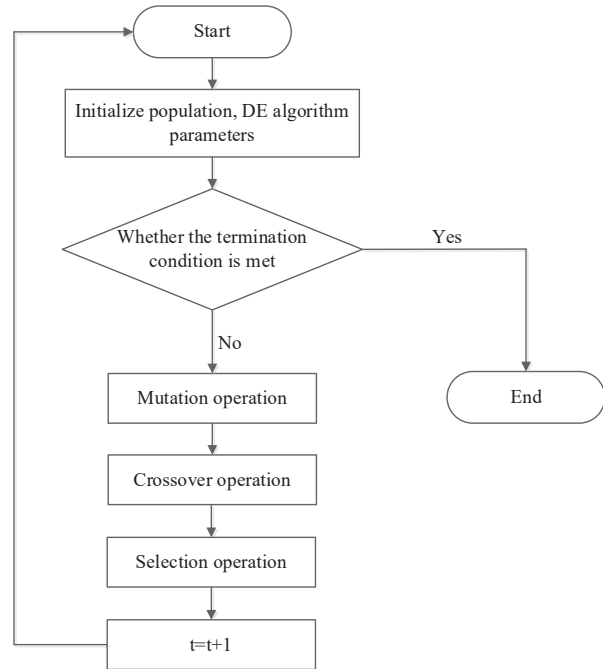 Start
Initialize population, DE algorithm
parameters
Whether the termination
condition is met
Yes
No
Mutation operation
End
Crossover operation
Selection operation
t=t+1